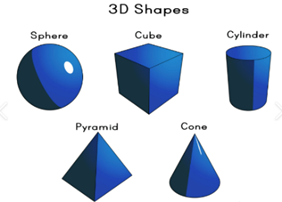 3D Shapes
Sphere Cube Cylinder
Pyramid Cone